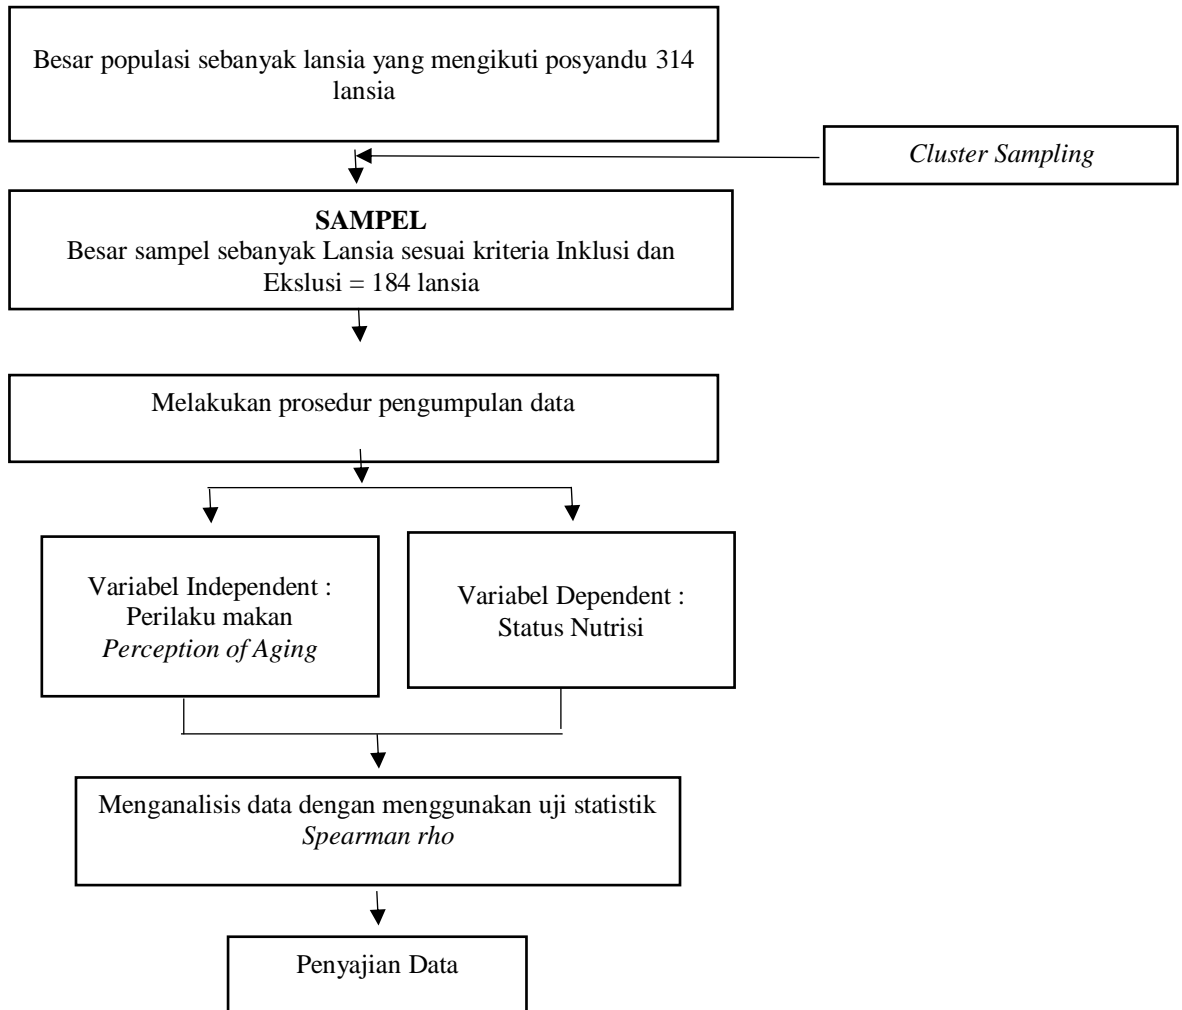 Besar populasi sebanyak lansia yang mengikuti posyandu 314
lansia
Cluster Sampling
SAMPEL
Besar sampel sebanyak Lansia sesuai kriteria Inklusi dan
Ekslusi = 184 lansia
Melakukan prosedur pengumpulan data
Variabel Independent :
Perilaku makan
Perception of Aging
Variabel Dependent :
Status Nutrisi
Menganalisis data dengan menggunakan uji statistik
Spearman rho
Penyajian Data